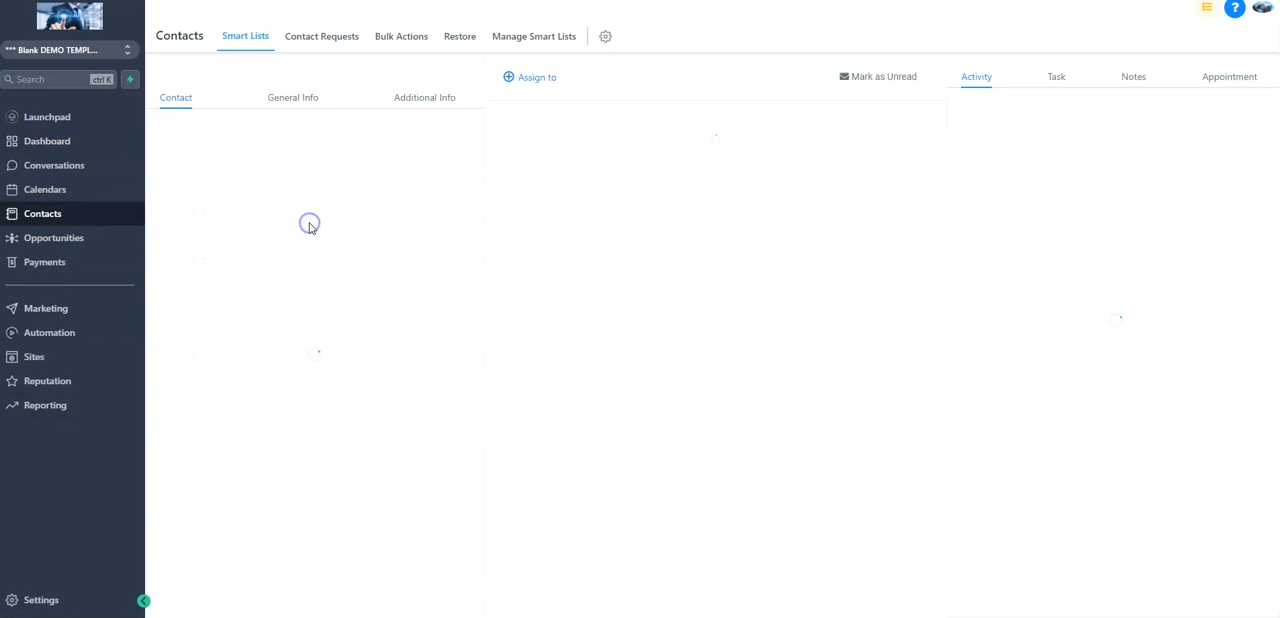 Contacts
Smart Lists
Contact Requests
Bulk Actions
Restore
Manage Smart Lists
?
*** Blank DEMO TEMPL...
Search
ctrl K
Launchpad
Dashboard
Conversations
Calendars
Contacts
Opportunities
Payments
Marketing
Automation
Sites
Reputation
Reporting
Settings
Contact
General Info
Additional Info
Assign to
Mark as Unread
Activity
Task
Notes
Appointment